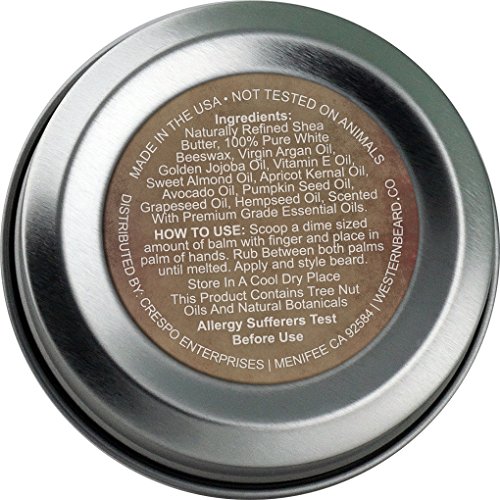 MADE IN THE USA • NOT TESTED ON ANIMALS
Ingredients:
Naturally Refined Shea
Butter, 100% Pure White
Beeswax, Virgin Argan Oil,
Golden Jojoba Oil, Vitamin E Oil,
Sweet Almond Oil, Apricot Kernal Oil,
Avocado Oil, Pumpkin Seed Oil,
Grapeseed Oil, Hempseed Oil, Scented
With Premium Grade Essential Oils.
HOW TO USE: Scoop a dime sized
amount of balm with finger and place in
palm of hands. Rub Between both palms
until melted. Apply and style beard.
Store In A Cool Dry Place
This Product Contains Tree Nut
Oils And Natural Botanicals
Allergy Sufferers Test
Before Use
DISTRIBUTED BY: CRESPO ENTERPRISES | MENIFEE CA 92584 | WESTERNBEARD.CO